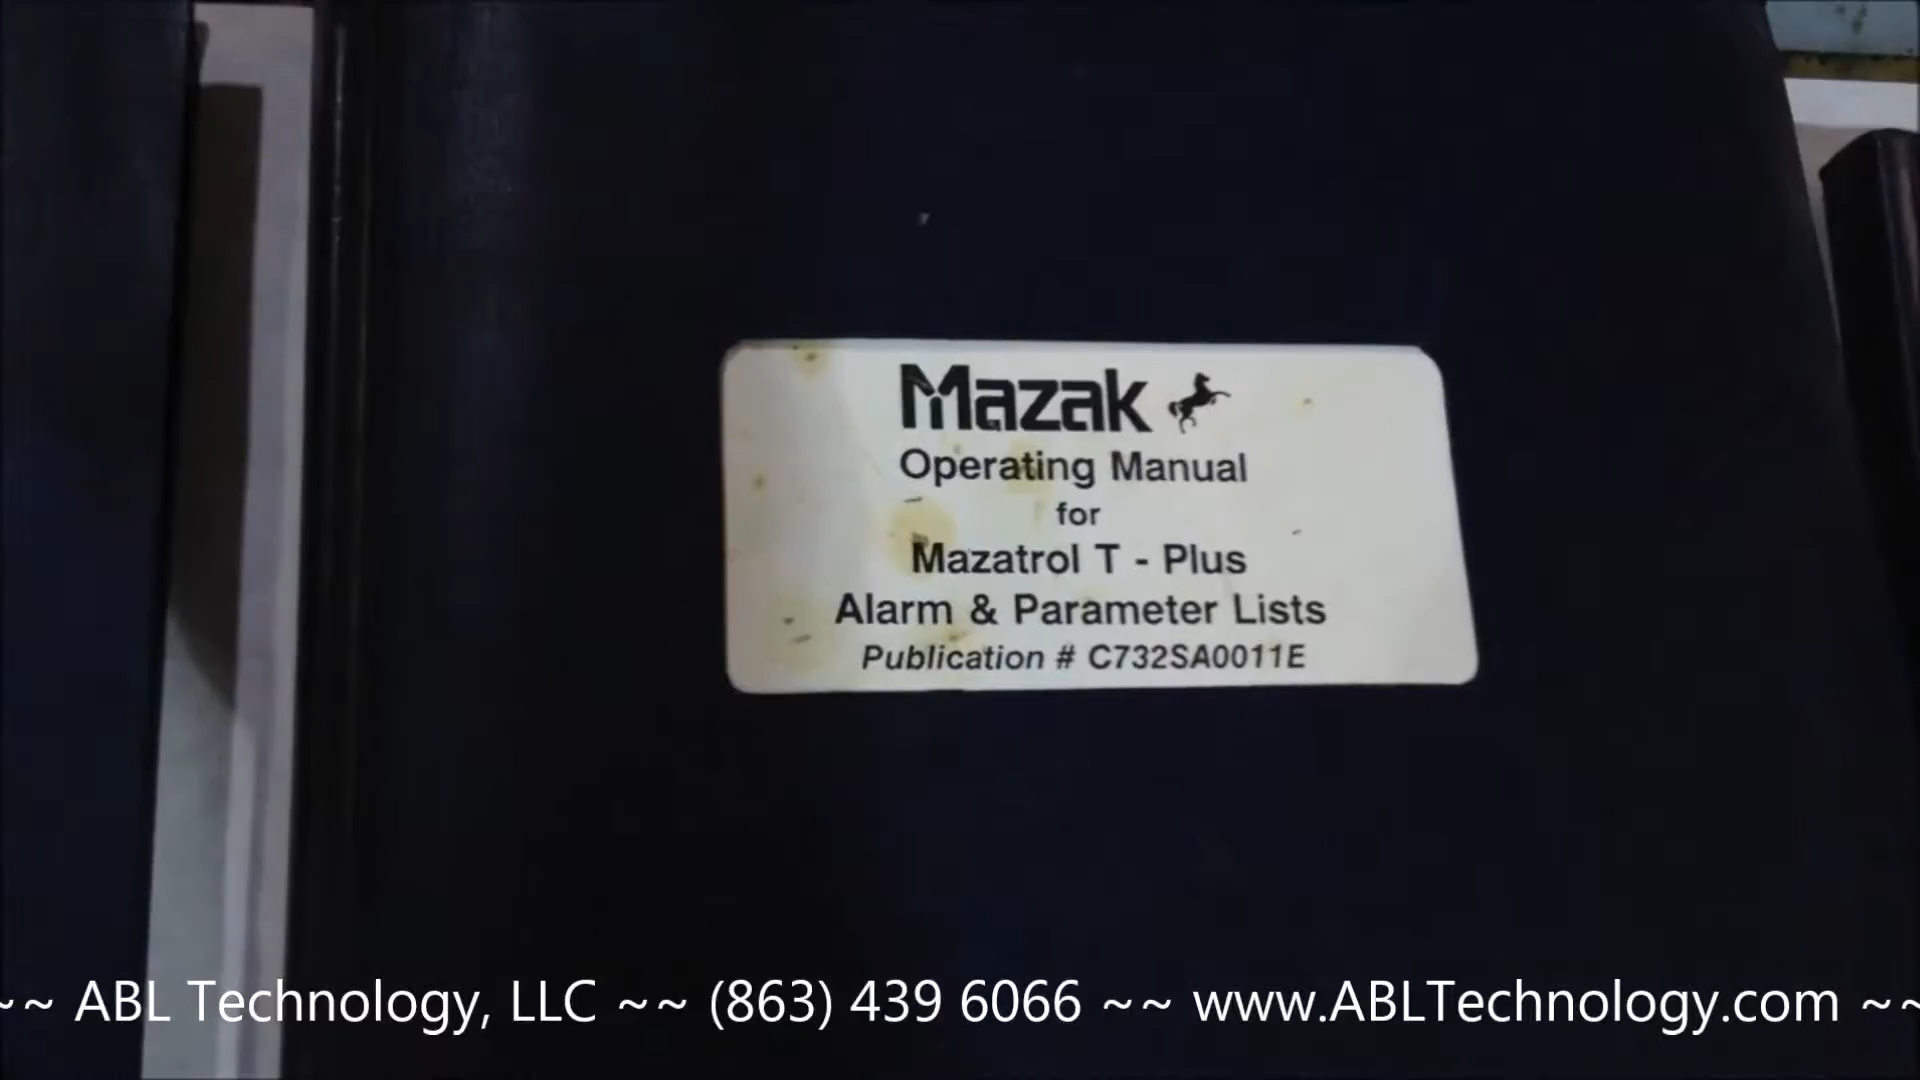 Mazak
Operating Manual
for
Mazatrol T - Plus
Alarm & Parameter Lists
Publication # C732SA0011E
~~ ABL Technology, LLC ~~ (863) 439 6066 ~~ www.ABLTechnology.com ~~